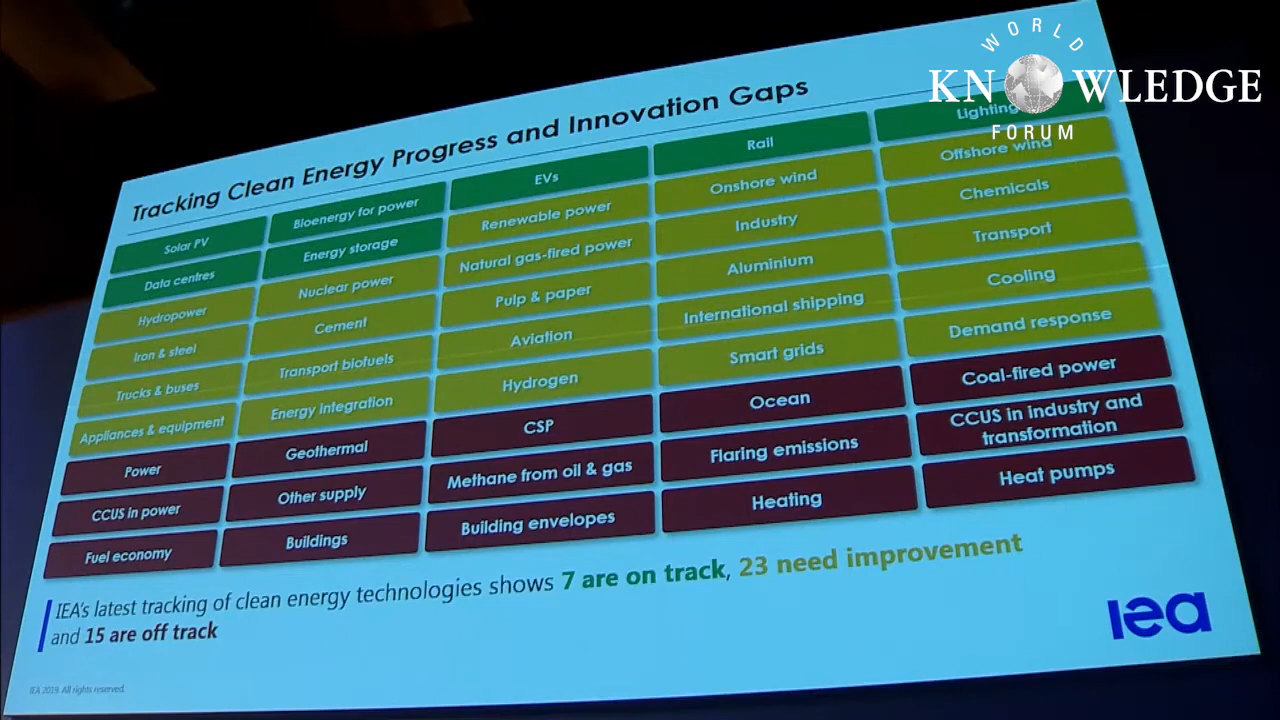 WORLD
KNOWLEDGE
FORUM
Tracking Clean Energy Progress and Innovation Gaps
Solar PV
Bioenergy for power
EVs
Rail
Lighting
Data centres
Energy storage
Renewable power
Onshore wind
Offshore wind
Hydropower
Nuclear power
Natural gas-fired power
Industry
Chemicals
Iron & steel
Cement
Pulp & paper
Aluminium
Transport
Trucks & buses
Transport biofuels
Aviation
International shipping
Cooling
Appliances & equipment
Energy integration
Hydrogen
Smart grids
Demand response
Power
Geothermal
CSP
Ocean
Coal-fired power
CCUS in power
Other supply
Methane from oil & gas
Flaring emissions
CCUS in industry and
transformation
Fuel economy
Buildings
Building envelopes
Heating
Heat pumps
IEA's latest tracking of clean energy technologies shows 7 are on track, 23 need improvement
and 15 are off track
iea
IEA 2019. All rights reserved.